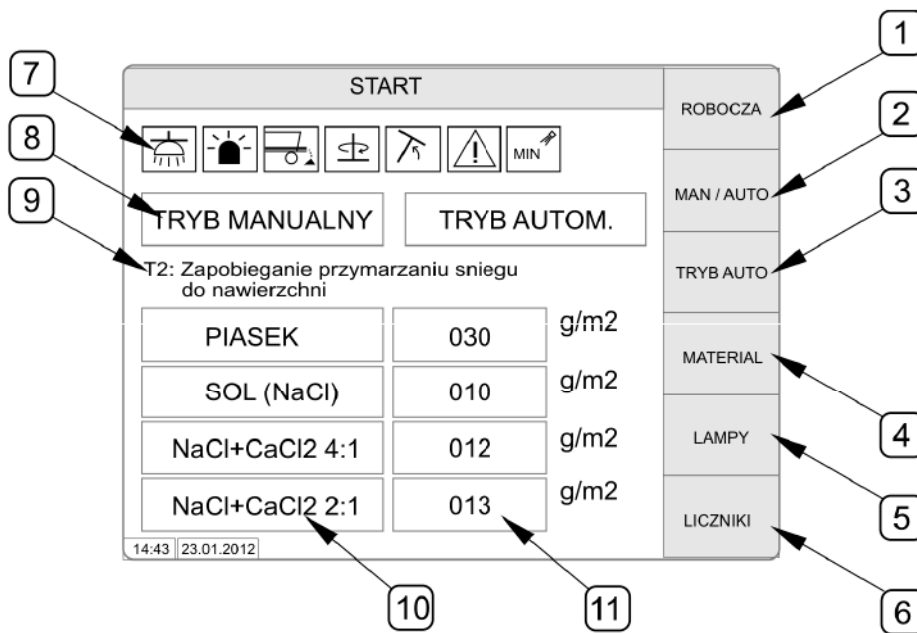 1
START
ROBOCZA
7
2
8
MIN
MAN / AUTO
3
9
TRYB MANUALNY
TRYB AUTOM.
T2: Zapobieganie przymarzaniu sniegu
do nawierzchni
TRYB AUTO
PIASEK
030
g/m2
MATERIAL
SOL (NaCl)
010
g/m2
4
NaCl+CaCl2 4:1
012
g/m2
LAMPY
NaCl+CaCl2 2:1
013
g/m2
5
LICZNIKI
14:43
23.01.2012
10
11
6